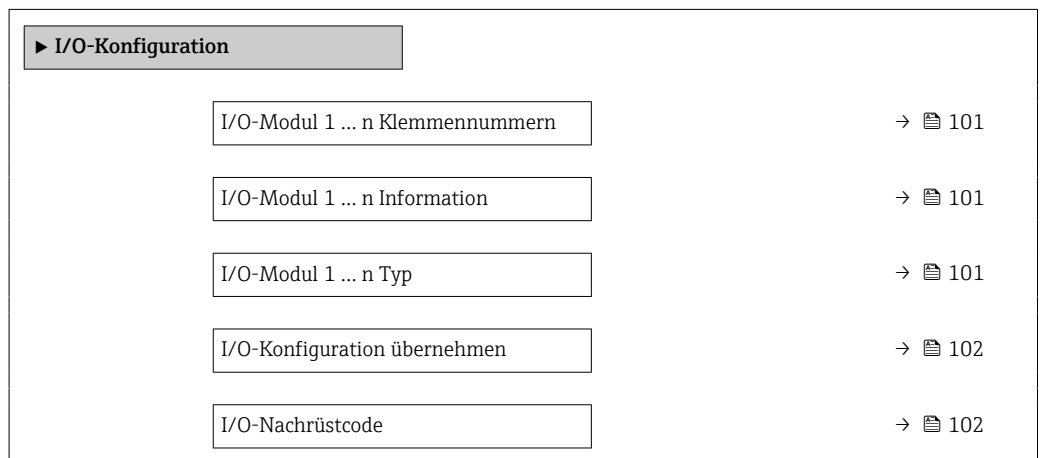 ▶ I/O-Konfiguration
I/O-Modul 1 … n Klemmennummern → 101
I/O-Modul 1 … n Information → 101
I/O-Modul 1 … n Typ → 101
I/O-Konfiguration übernehmen → 102
I/O-Nachrüstcode → 102